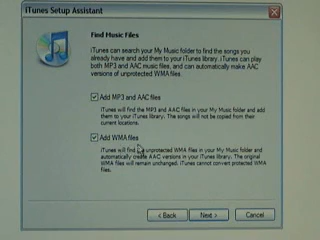 iTunes Setup Assistant
Find Music Files
iTunes can search your My Music folder to find the songs you
already have and add them to your iTunes library. iTunes can play
both MP3 and AAC music files, and can automatically make AAC
versions of unprotected WMA files.
Add MP3 and AAC files
iTunes will find the MP3 and AAC files in your My Music folder and add
them to your iTunes library. The songs will not be copied from their
current locations.
Add WMA files
iTunes will find unprotected WMA files in your My Music folder and
automatically create AAC versions in your iTunes library. The original
WMA files will remain unchanged. iTunes cannot convert protected WMA
files.
< Back
Next >
Cancel